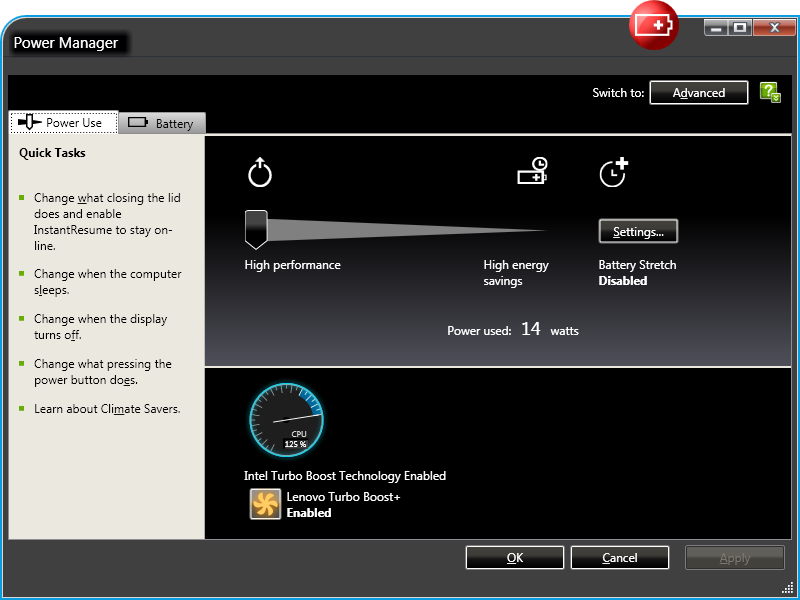 Power Manager
Switch to:
Advanced
?
Power Use
Battery
Quick Tasks
Change what closing the lid
does and enable
InstantResume to stay on-
line.
Change when the computer
sleeps.
Change when the display
turns off.
Change what pressing the
power button does.
Learn about Climate Savers.
High performance
High energy
savings
Settings...
Battery Stretch
Disabled
Power used: 14 watts
CPU
125 %
Intel Turbo Boost Technology Enabled
Lenovo Turbo Boost+
Enabled
OK
Cancel
Apply